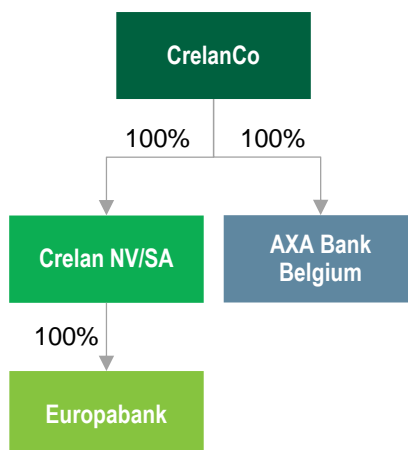 CrelanCo
100% 100%
Crelan NV/SA
AXA Bank
Belgium
100%
Europabank